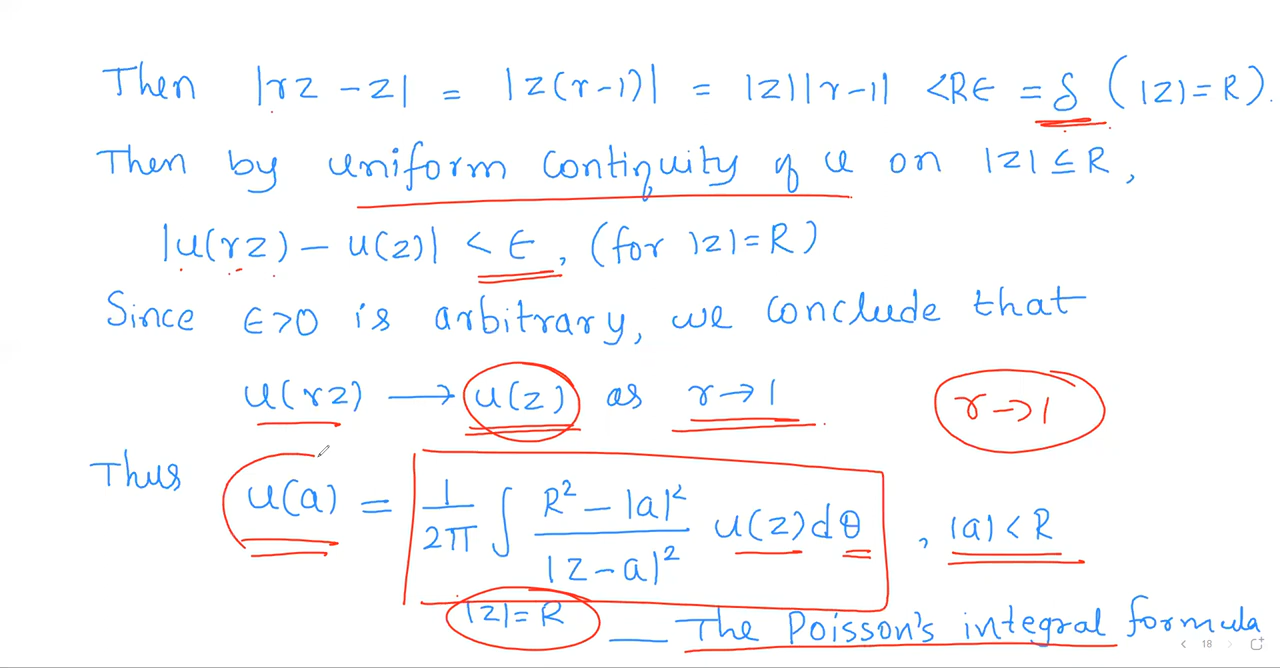 Then |rz - z| = |z(r-1)| = |z||r-1| < Rϵ = δ (|z|=R).
Then by uniform continuity of u on |z| ≤ R,
|u(rz) - u(z)| < ϵ, (for |z|=R)
Since ϵ>0 is arbitrary, we conclude that
u(rz) → u(z) as r→1 r→1
Thus u(a) = 1/2π ∫ R² - |a|² / |z-a|² u(z)dθ , |a|<R
|z|=R — The Poisson's integral formula
18